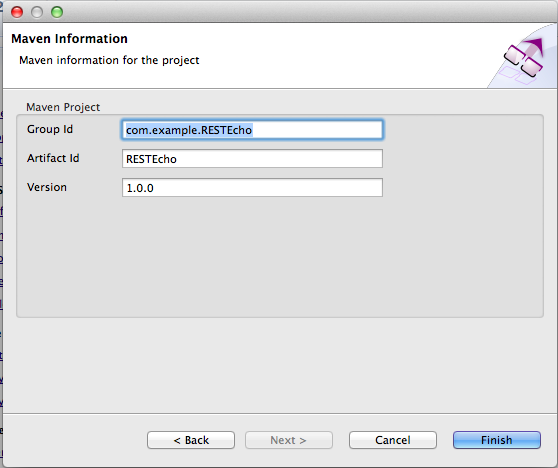 Maven Information
Maven information for the project
Maven Project
Group Id com.example.RESTEcho
Artifact Id RESTEcho
Version 1.0.0
< Back Next > Cancel Finish